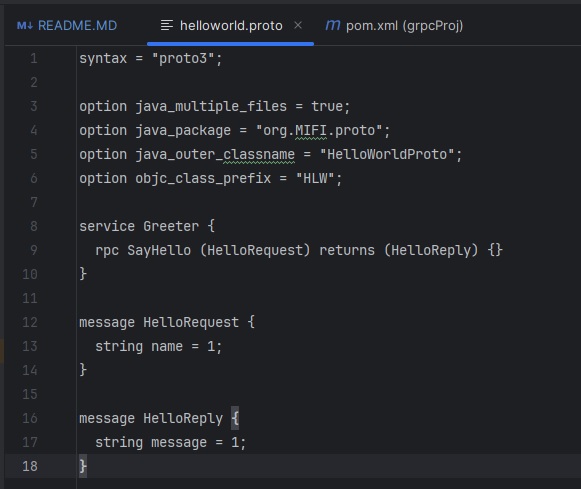 M↓ README.MD helloworld.proto × m pom.xml (grpcProj)
1 syntax = "proto3";
2
3 option java_multiple_files = true;
4 option java_package = "org.MIFI.proto";
5 option java_outer_classname = "HelloWorldProto";
6 option objc_class_prefix = "HLW";
7
8 service Greeter {
9   rpc SayHello (HelloRequest) returns (HelloReply) {}
10 }
11
12 message HelloRequest {
13   string name = 1;
14 }
15
16 message HelloReply {
17   string message = 1;
18 }